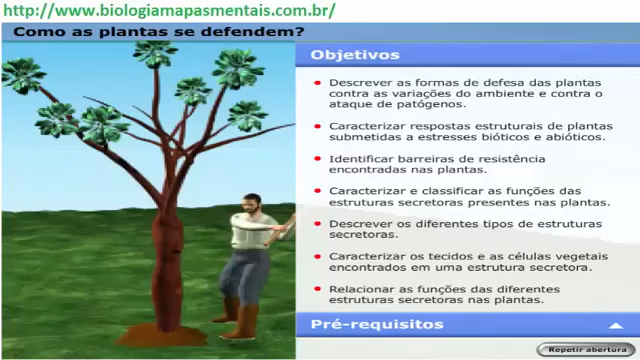 http://www.biologiamapasmentais.com.br/
Como as plantas se defendem?
Objetivos
Descrever as formas de defesa das plantas
contra as variações do ambiente e contra o
ataque de patógenos.
Caracterizar respostas estruturais de plantas
submetidas a estresses bióticos e abióticos.
Identificar barreiras de resistência
encontradas nas plantas.
Caracterizar e classificar as funções das
estruturas secretoras presentes nas plantas.
Descrever os diferentes tipos de estruturas
secretoras.
Caracterizar os tecidos e as células vegetais
encontrados em uma estrutura secretora.
Relacionar as funções das diferentes
estruturas secretoras nas plantas.
Pré-requisitos
Repetir abertura